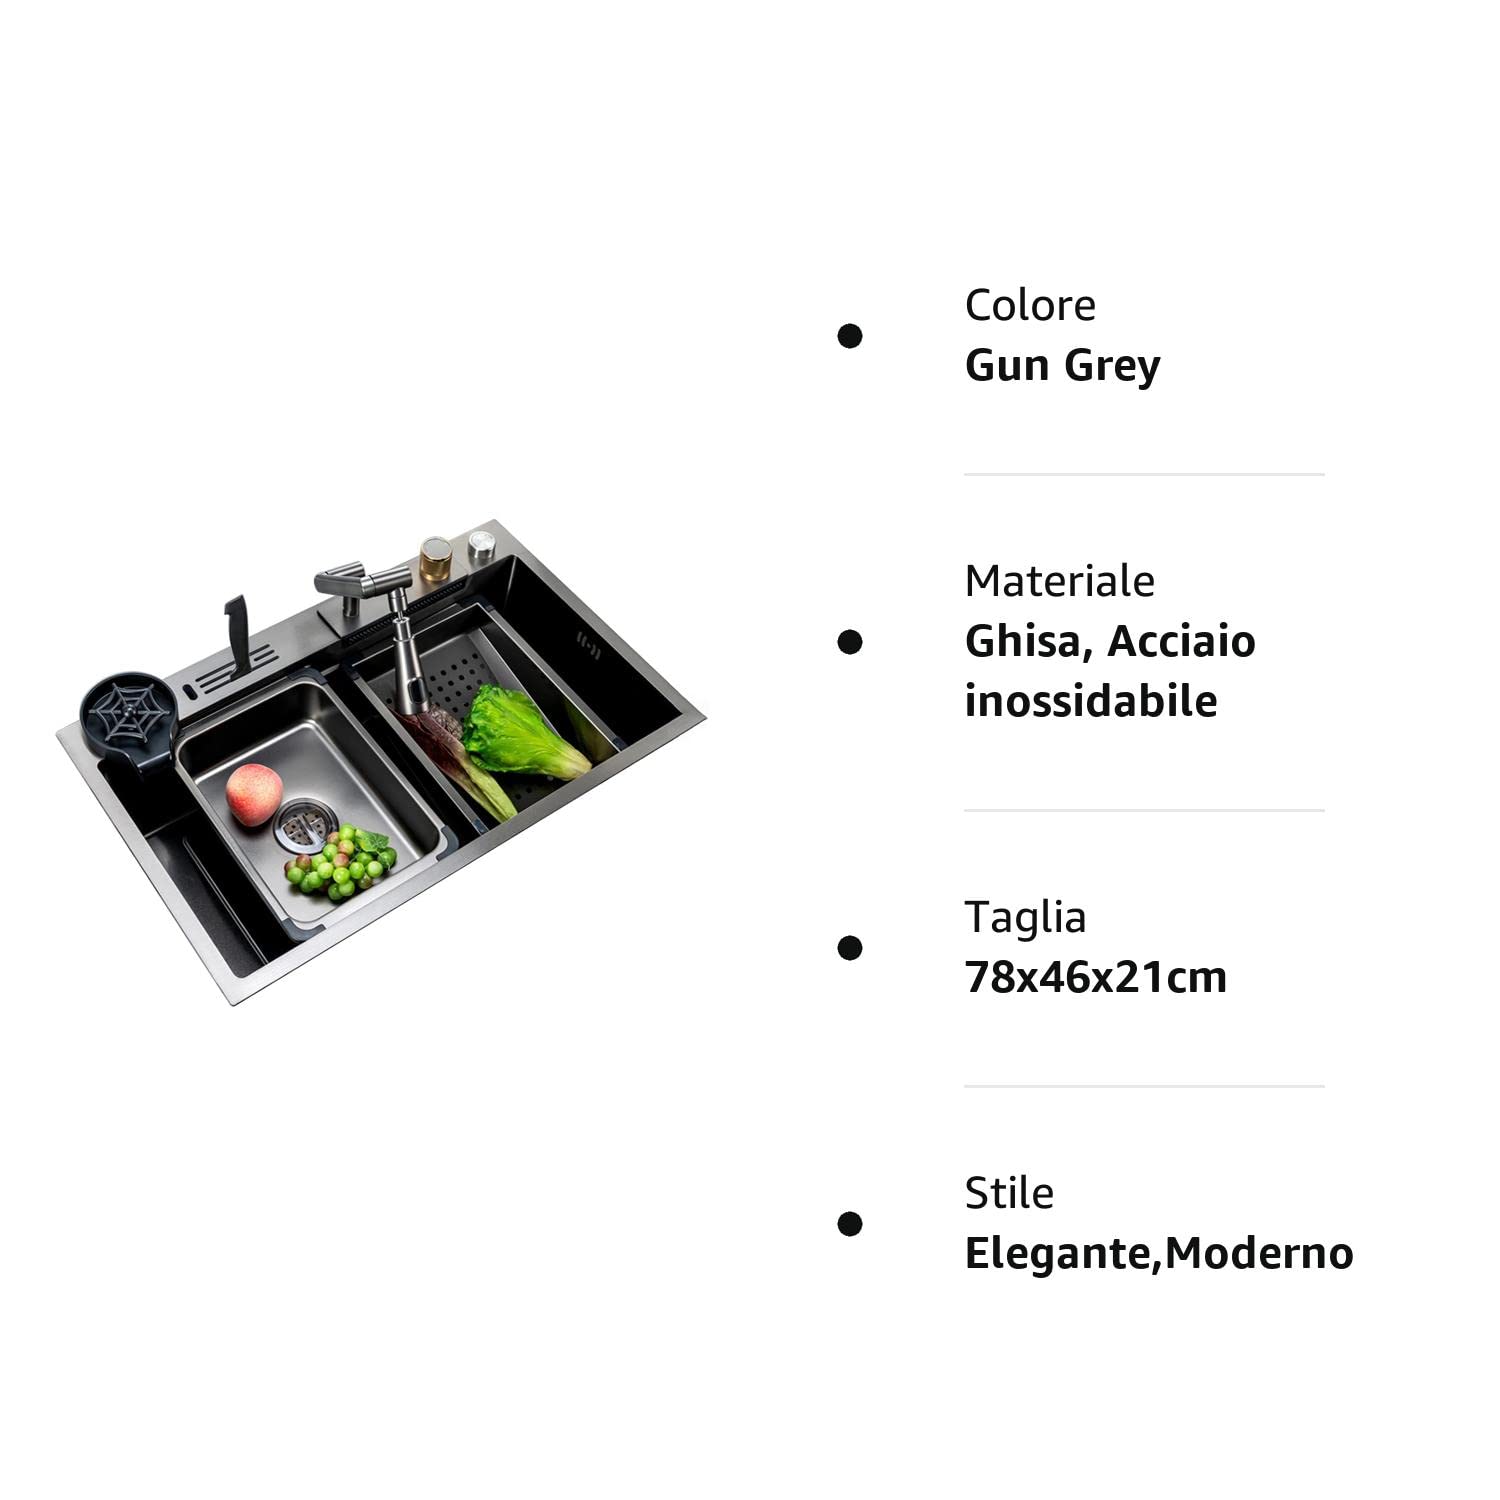 Colore
Gun Grey
Materiale
Ghisa, Acciaio
inossidabile
Taglia
78x46x21cm
Stile
Elegante,Moderno